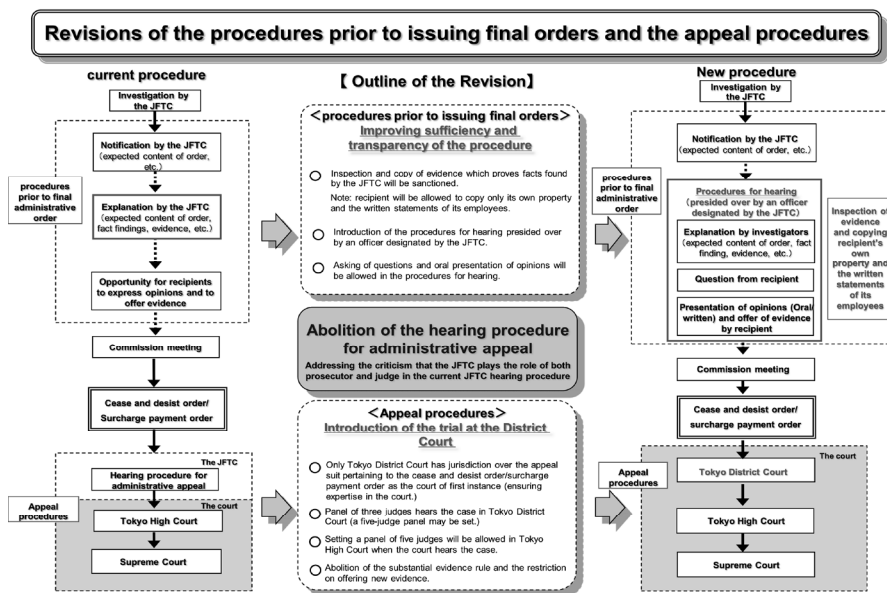 Revisions of the procedures prior to issuing final orders and the appeal procedures
current procedure
Investigation by
the JFTC
procedures
prior to final
administrative
order
Notification by the JFTC
(expected content of order,
etc.)
Explanation by the JFTC
(expected content of order,
fact findings, evidence, etc.)
Opportunity for recipients
to express opinions and to
offer evidence
Commission meeting
Cease and desist order/
Surcharge payment order
The JFTC
Hearing procedure for
administrative appeal
Appeal
procedures
The court
Tokyo High Court
Supreme Court
【 Outline of the Revision】
<procedures prior to issuing final orders>
Improving sufficiency and
transparency of the procedure
○ Inspection and copy of evidence which proves facts found
by the JFTC will be sanctioned.
Note: recipient will be allowed to copy only its own property
and the written statements of its employees.
○ Introduction of the procedures for hearing presided over
by an officer designated by the JFTC.
○ Asking of questions and oral presentation of opinions will
be allowed in the procedures for hearing.
Abolition of the hearing procedure
for administrative appeal
Addressing the criticism that the JFTC plays the role of both
prosecutor and judge in the current JFTC hearing procedure
<Appeal procedures>
Introduction of the trial at the District
Court
○ Only Tokyo District Court has jurisdiction over the appeal
suit pertaining to the cease and desist order/surcharge
payment order as the court of first instance (ensuring
expertise in the court.)
○ Panel of three judges hears the case in Tokyo District
Court (a five-judge panel may be set.)
○ Setting a panel of five judges will be allowed in Tokyo
High Court when the court hears the case.
○ Abolition of the substantial evidence rule and the restriction
on offering new evidence.
New procedure
Investigation by
the JFTC
procedures
prior to final
administrative
order
Notification by the JFTC
(expected content of order, etc.)
Procedures for hearing
(presided over by an officer
designated by the JFTC)
Explanation by investigators
(expected content of order, fact
finding, evidence, etc.)
Question from recipient
Presentation of opinions (Oral/
written) and offer of evidence
by recipient
Inspection of
evidence
and copying
recipient's
own
property and
the written
statements
of its
employees
Commission meeting
Cease and desist order/
surcharge payment order
Appeal
procedures
The court
Tokyo District Court
Tokyo High Court
Supreme Court